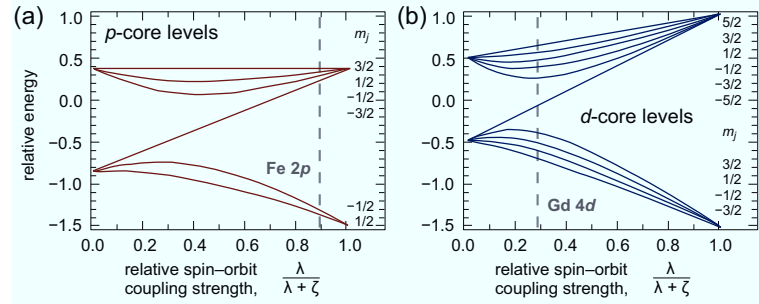 (a)
p-core levels
1.0
0.5
0.0
−0.5
−1.0
−1.5
relative energy
m_j
3/2
1/2
−1/2
−3/2
Fe 2p
−1/2
1/2
0.0 0.2 0.4 0.6 0.8 1.0
relative spin–orbit
coupling strength, λ / (λ + ζ)
(b)
1.0
0.5
0.0
−0.5
−1.0
−1.5
5/2
3/2
1/2
−1/2
−3/2
−5/2
d-core levels
m_j
3/2
1/2
−1/2
−3/2
Gd 4d
0.0 0.2 0.4 0.6 0.8 1.0
relative spin–orbit
coupling strength, λ / (λ + ζ)